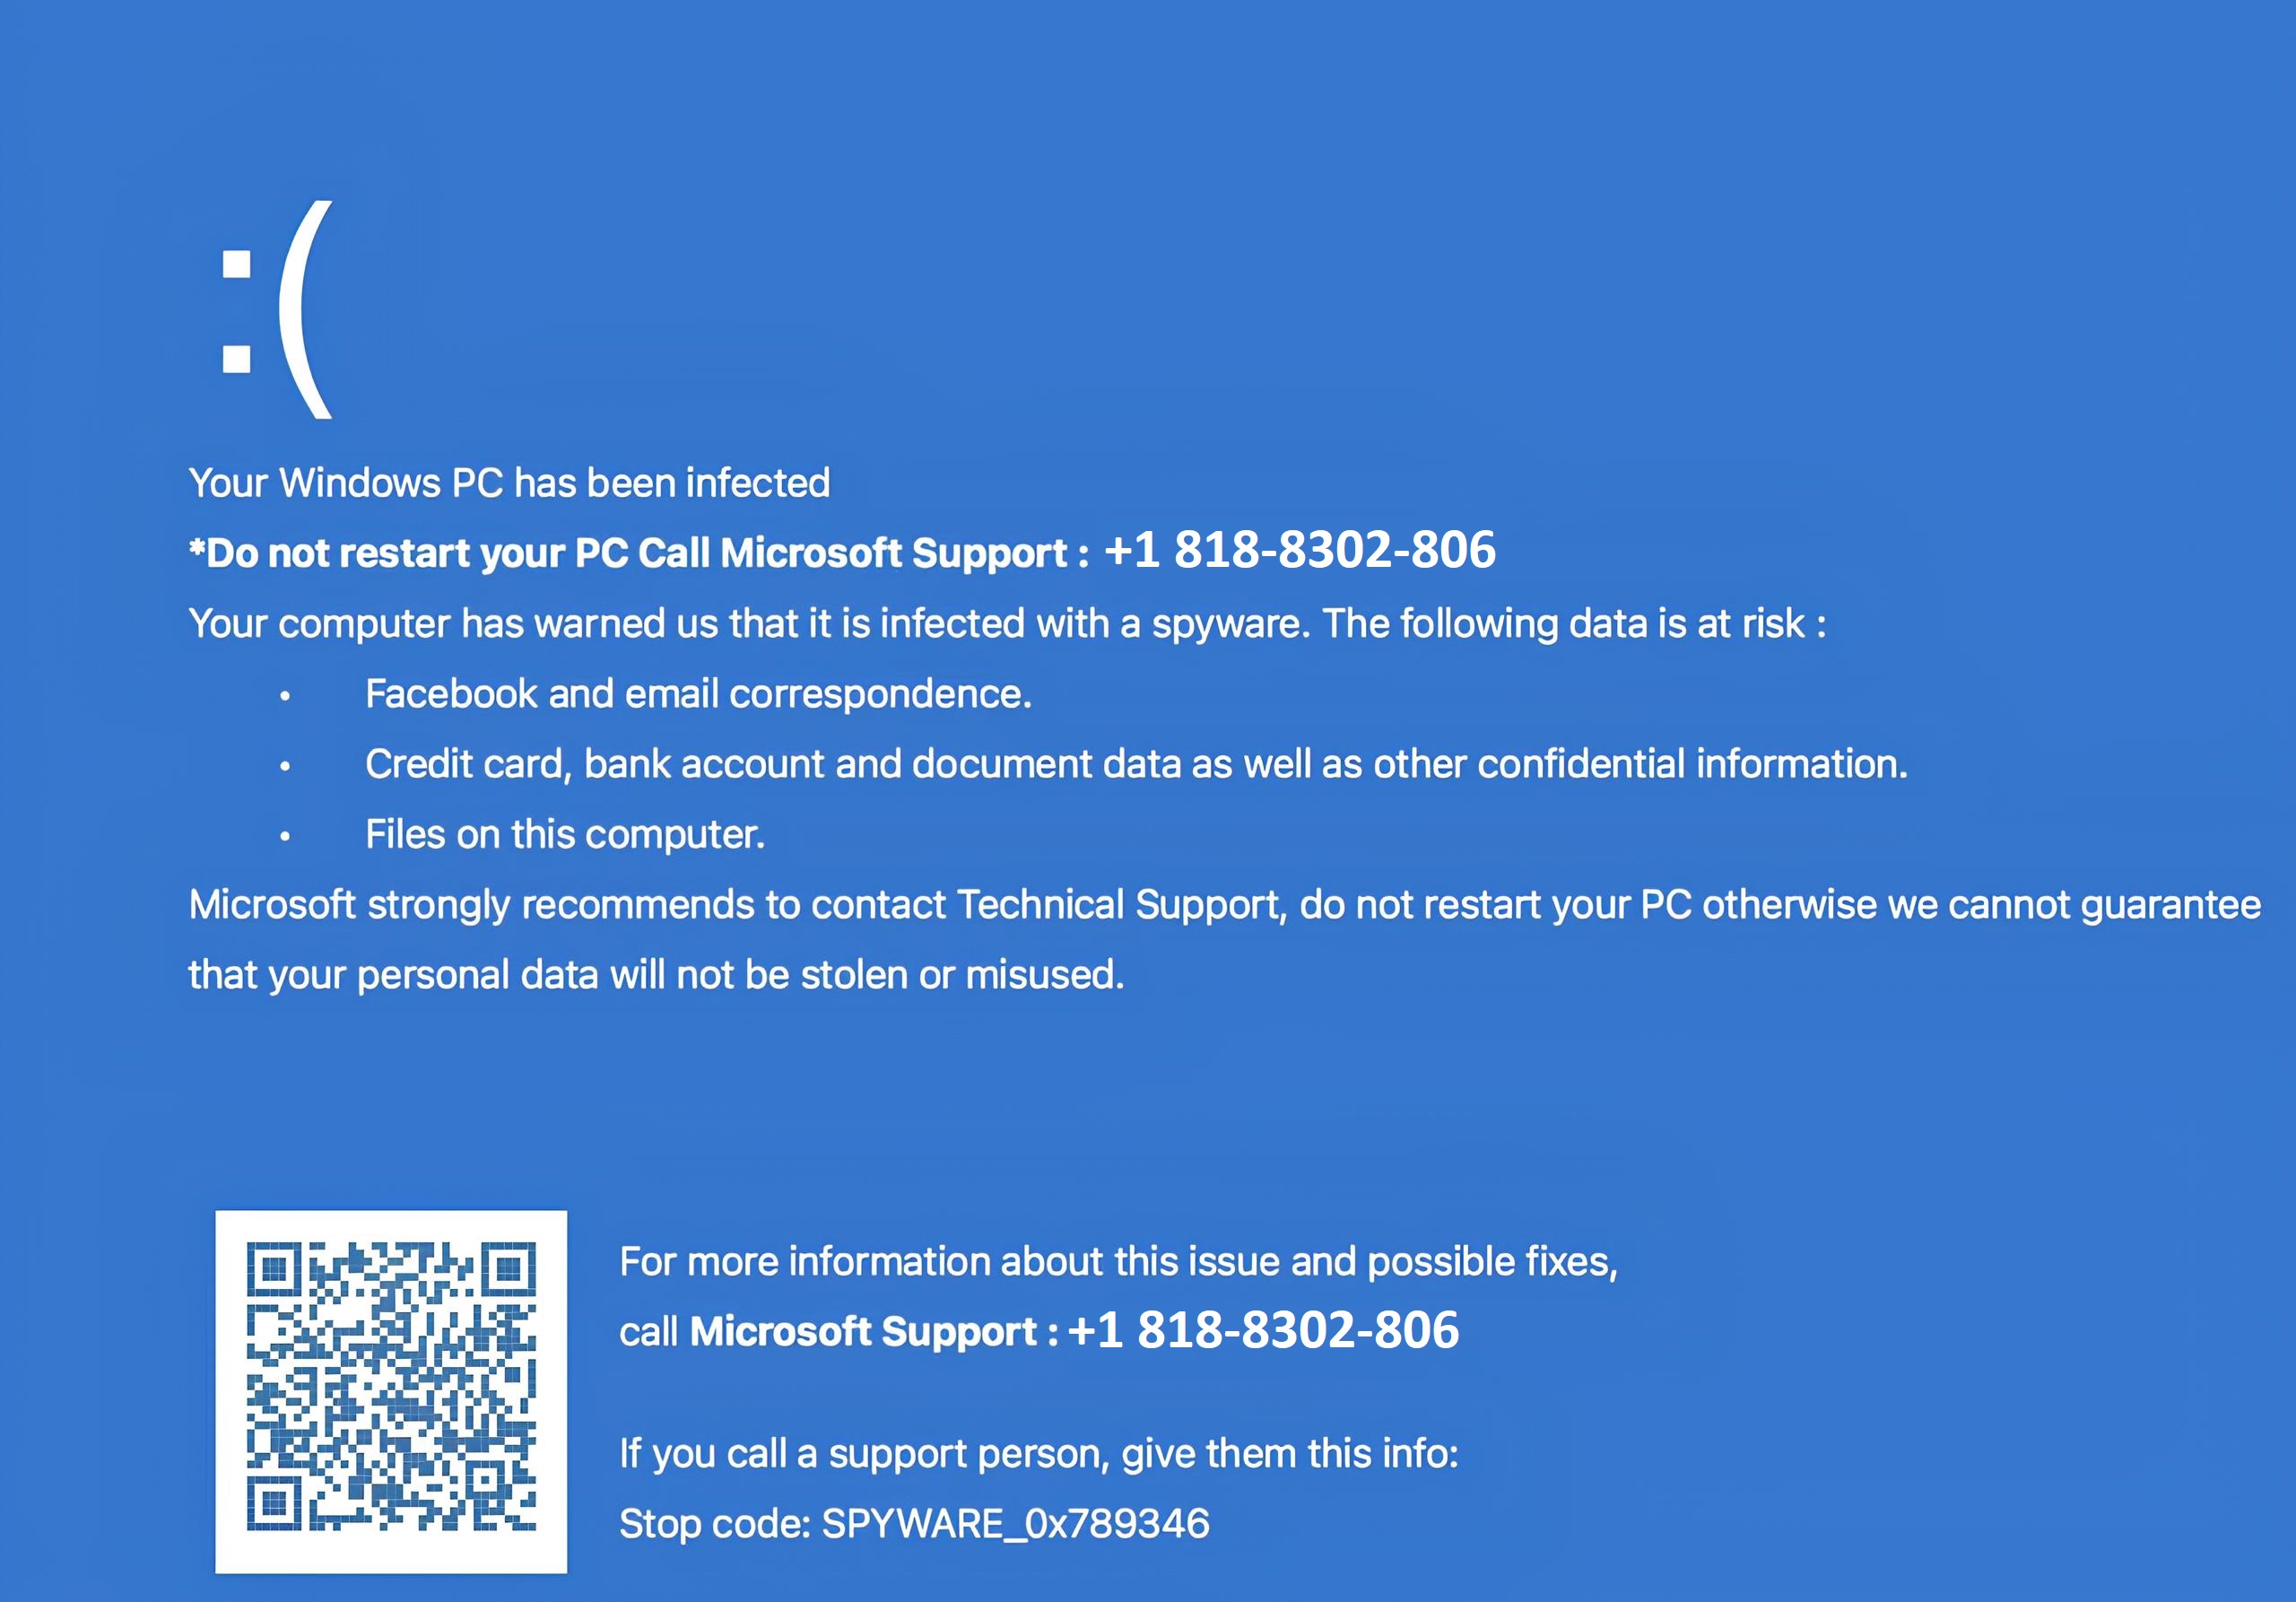 :(
Your Windows PC has been infected
*Do not restart your PC Call Microsoft Support : +1 818-8302-806
Your computer has warned us that it is infected with a spyware. The following data is at risk :
• Facebook and email correspondence.
• Credit card, bank account and document data as well as other confidential information.
• Files on this computer.
Microsoft strongly recommends to contact Technical Support, do not restart your PC otherwise we cannot guarantee
that your personal data will not be stolen or misused.
For more information about this issue and possible fixes,
call Microsoft Support : +1 818-8302-806
If you call a support person, give them this info:
Stop code: SPYWARE_0x789346